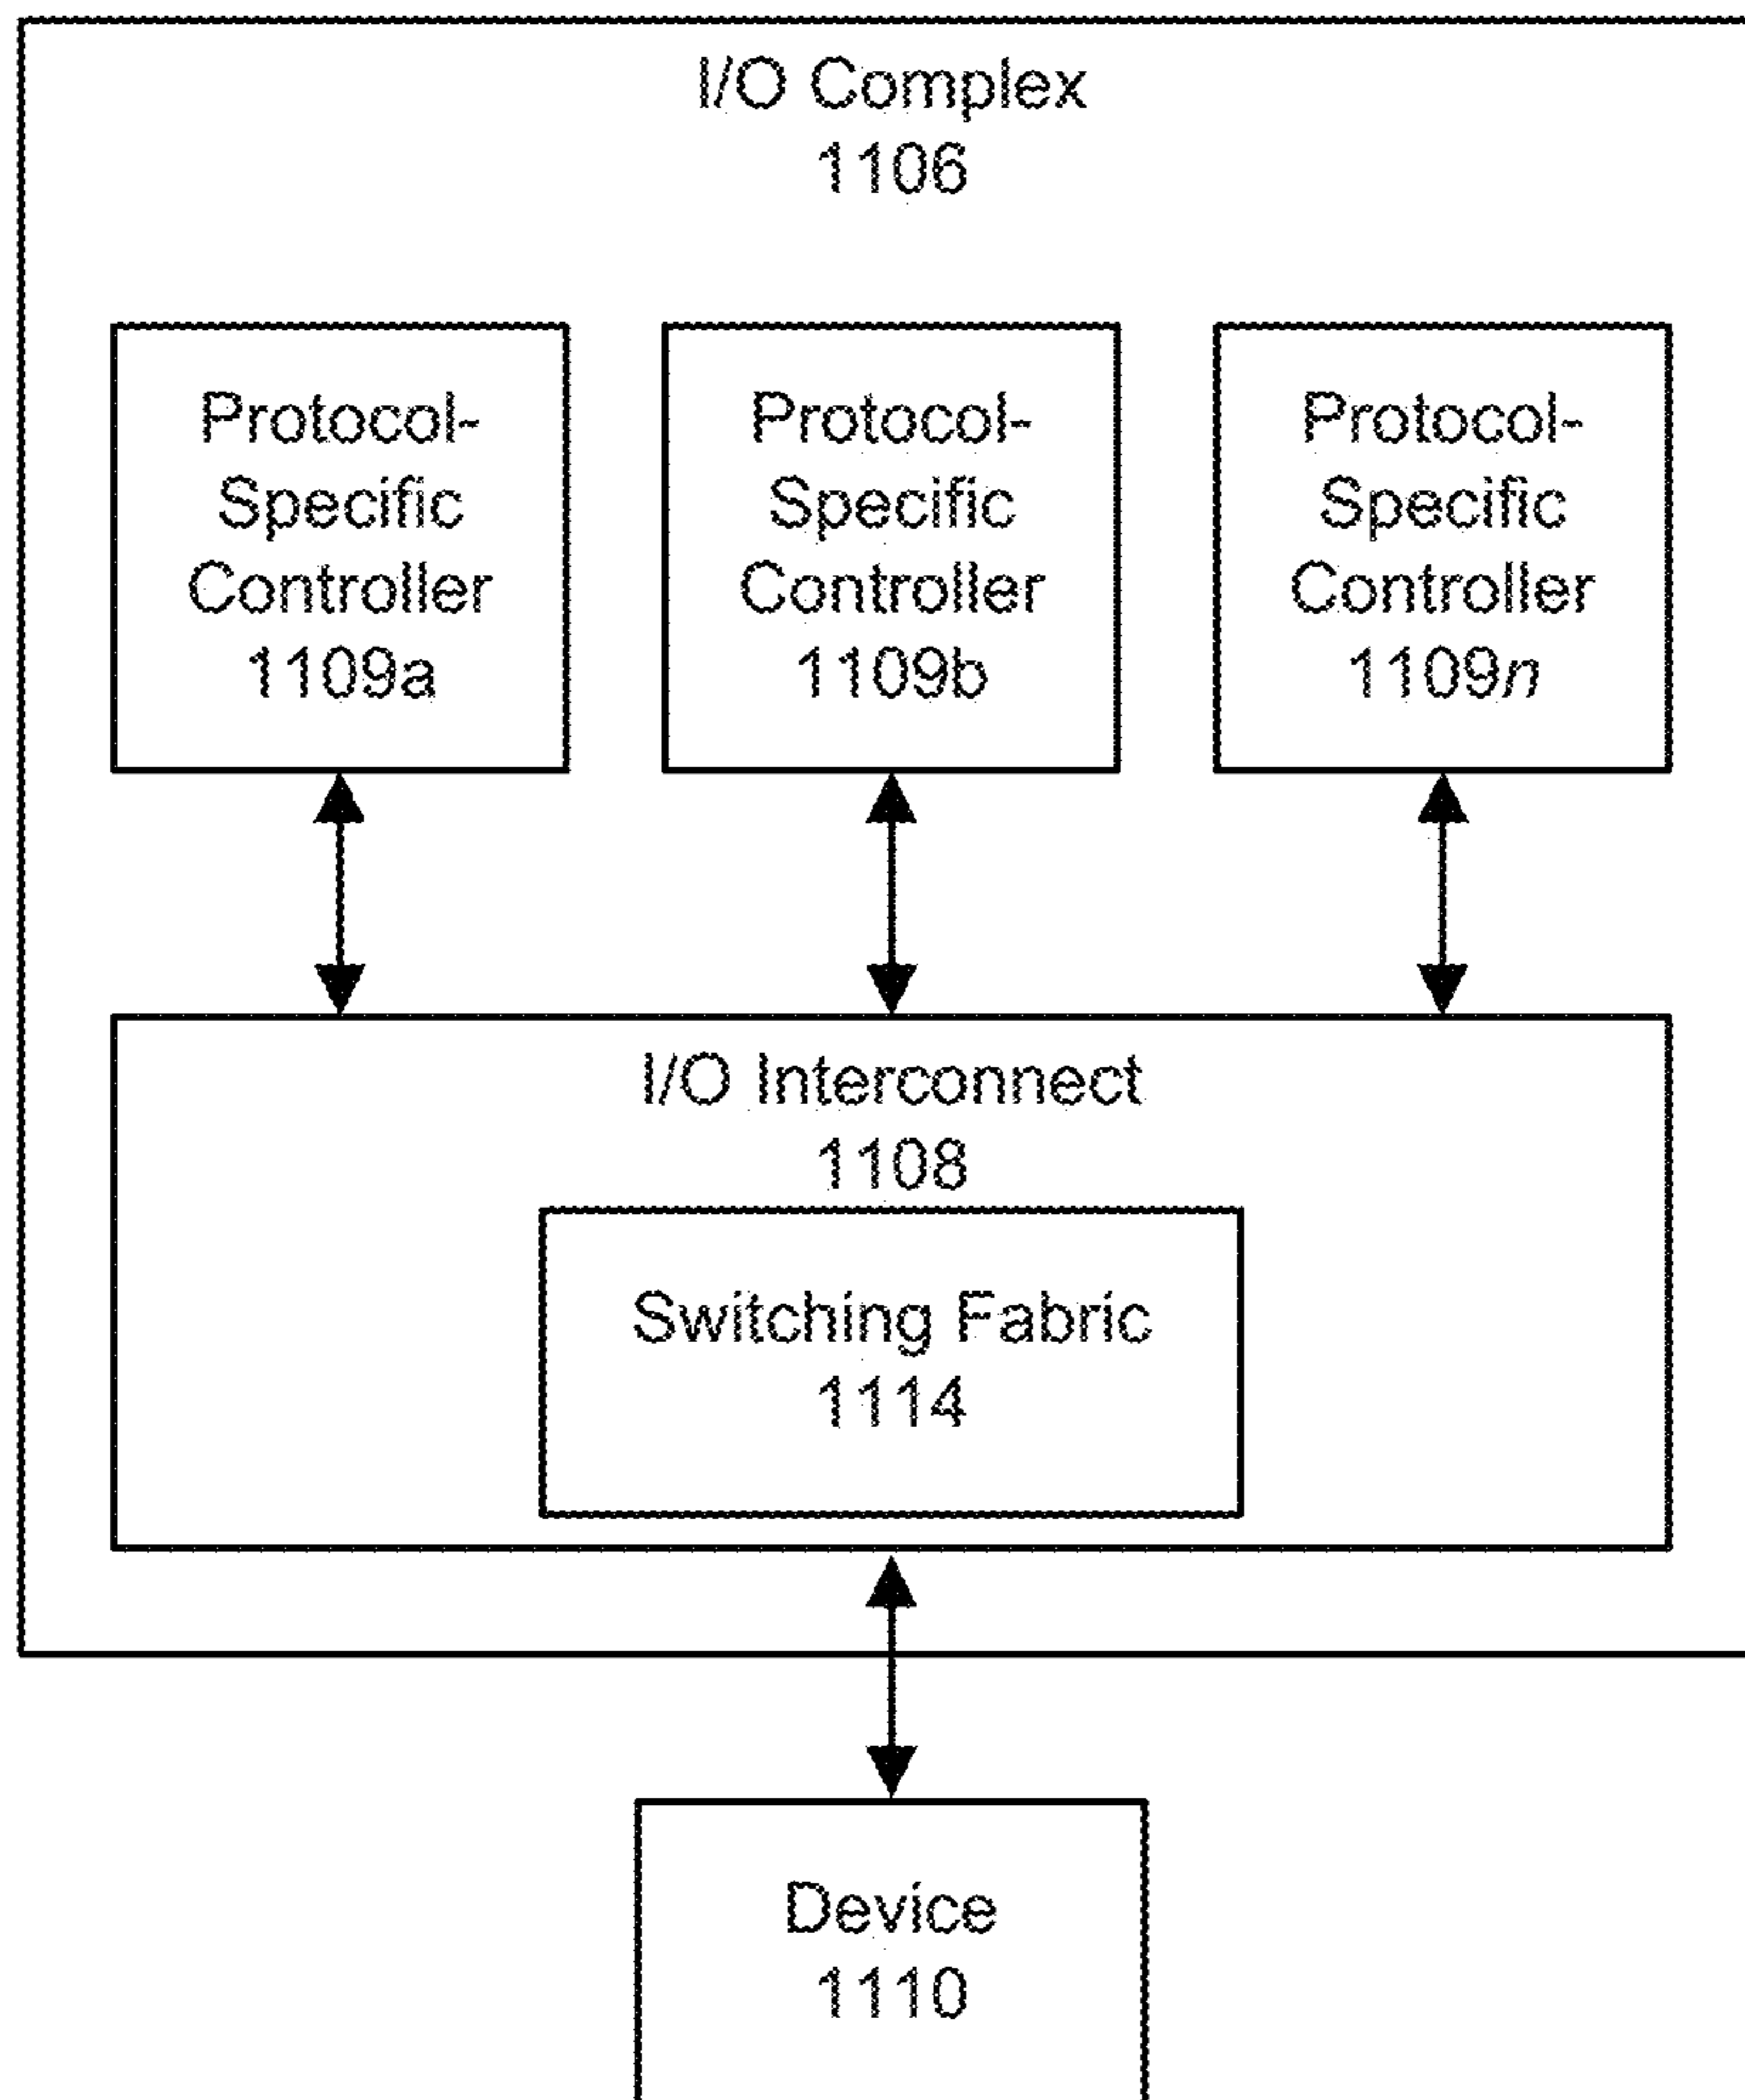 I/O Complex
1106
Protocol-
Specific
Controller
1109a
Protocol-
Specific
Controller
1109b
Protocol-
Specific
Controller
1109n
I/O Interconnect
1108
Switching Fabric
1114
Device
1110